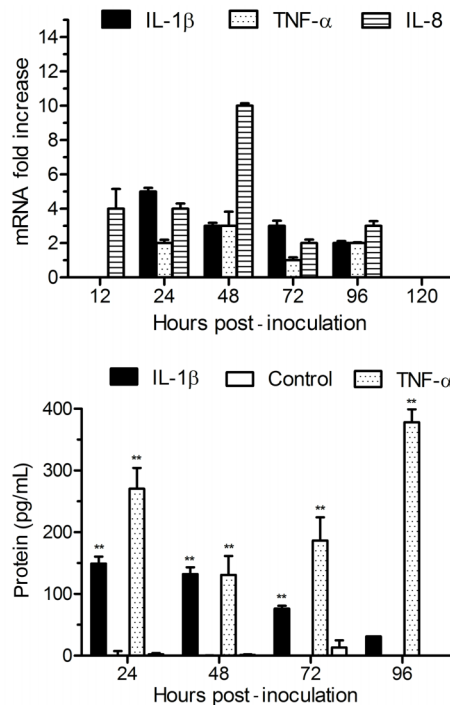 IL-1β TNF-α IL-8
14
12
10
8
6
4
2
0
mRNA fold increase
12 24 48 72 96 120
Hours post-inoculation
IL-1β Control TNF-α
400
300
200
100
0
Protein (pg/mL)
** ** ** ** ** ** **
24 48 72 96
Hours post-inoculation